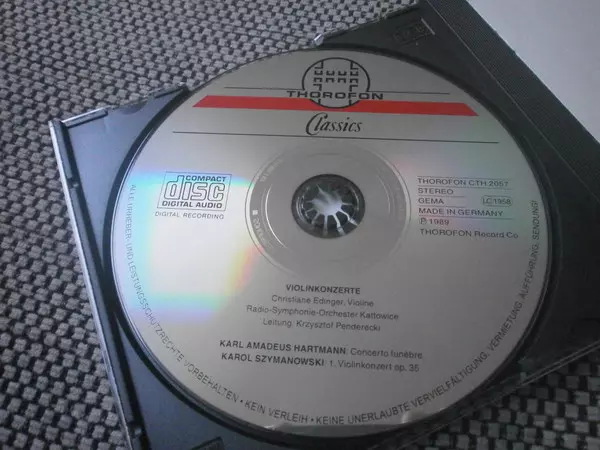 THOROFON
Classics
COMPACT
disc
DIGITAL AUDIO
DIGITAL RECORDING
THOROFON CTH 2057
STEREO
GEMA LC 1958
MADE IN GERMANY
℗ 1989
THOROFON Record Co
VIOLINKONZERTE
Christiane Edinger, Violine
Radio-Symphonie-Orchester Kattowice
Leitung: Krzysztof Penderecki
KARL AMADEUS HARTMANN: Concerto funèbre
KAROL SZYMANOWSKI: 1. Violinkonzert op. 35
ALLE URHEBER- UND LEISTUNGSSCHUTZRECHTE VORBEHALTEN • KEIN VERLEIH • KEINE UNERLAUBTE VERVIELFÄLTIGUNG, VERMIETUNG, AUFFÜHRUNG, SENDUNG!